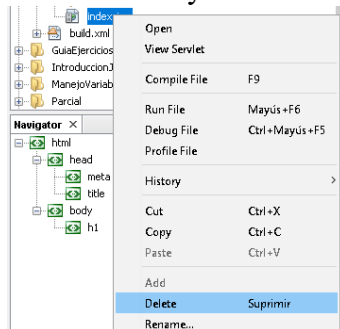 index
build.xml
GuiaEjercicios
IntroduccionJ
ManejoVariab
Parcial
Navigator ×
html
head
meta
title
body
h1
Open
View Servlet
Compile File F9
Run File Mayús+F6
Debug File Ctrl+Mayús+F5
Profile File
History
Cut Ctrl+X
Copy Ctrl+C
Paste Ctrl+V
Add
Delete Suprimir
Rename...